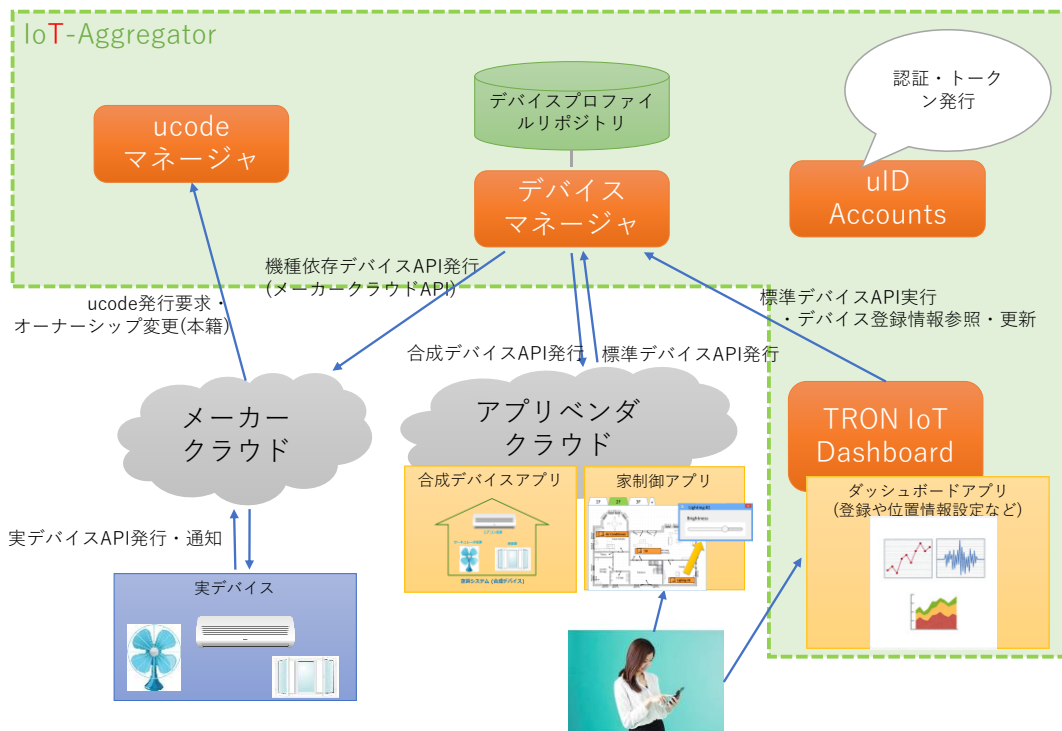 IoT-Aggregator
認証・トーク
ン発行
デバイスプロファイ
ルリポジトリ
ucode
マネージャ
デバイス
マネージャ
uID
Accounts
機種依存デバイスAPI発行
(メーカークラウドAPI)
ucode発行要求・
オーナーシップ変更(本籍)
標準デバイスAPI実行
・デバイス登録情報参照・更新
合成デバイスAPI発行
標準デバイスAPI発行
メーカー
クラウド
アプリベンダ
クラウド
TRON IoT
Dashboard
合成デバイスアプリ
家制御アプリ
ダッシュボードアプリ
(登録や位置情報設定など)
1F 2F 3F
Lighting 01
Brightness
実デバイスAPI発行・通知
実デバイス